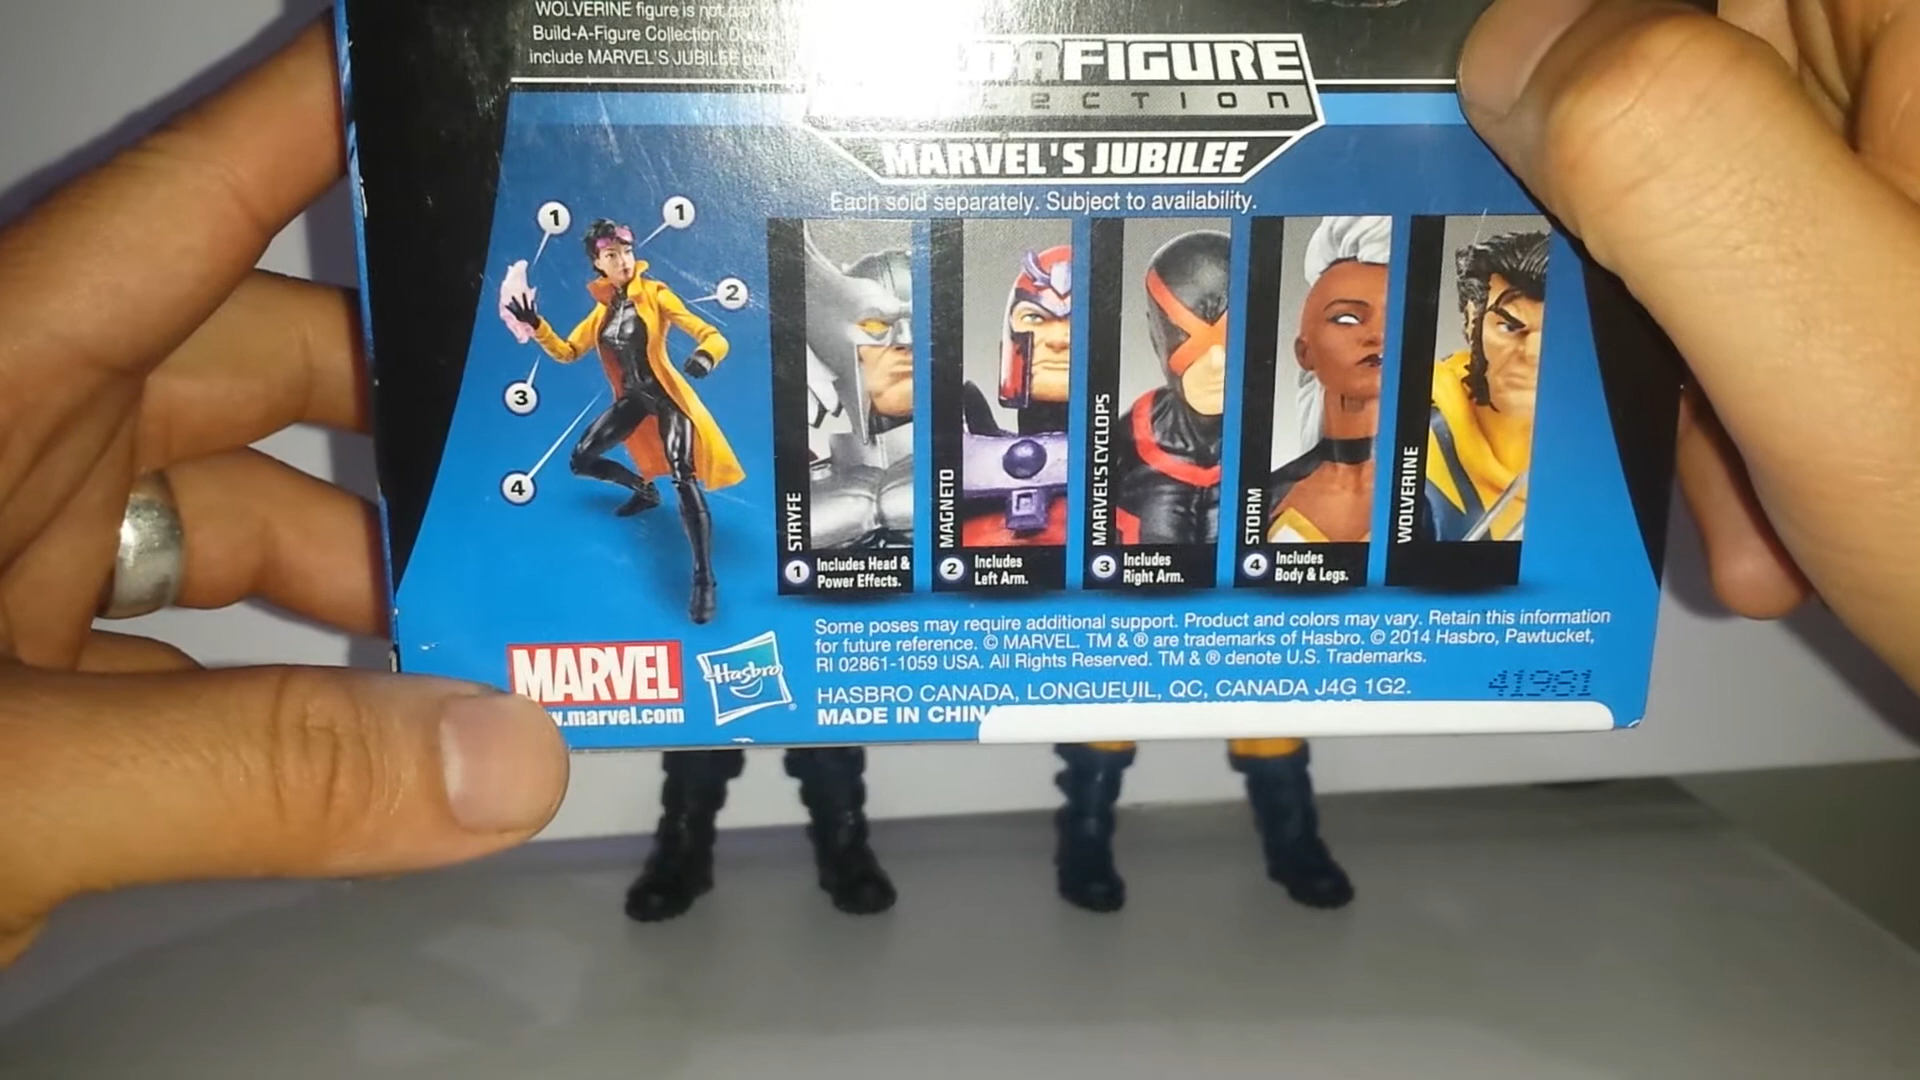 WOLVERINE figure is not
Build-A-Figure Collection.
include MARVEL'S JUBILEE
FIGURE
MARVEL'S JUBILEE
Each sold separately. Subject to availability.
1
1
2
3
4
STRYFE
1 Includes Head &
Power Effects.
MAGNETO
2 Includes
Left Arm.
MARVEL'S CYCLOPS
3 Includes
Right Arm.
STORM
4 Includes
Body & Legs.
WOLVERINE
Some poses may require additional support. Product and colors may vary. Retain this information
for future reference. © MARVEL. TM & ® are trademarks of Hasbro. © 2014 Hasbro, Pawtucket,
RI 02861-1059 USA. All Rights Reserved. TM & ® denote U.S. Trademarks.
HASBRO CANADA, LONGUEUIL, QC, CANADA J4G 1G2.
MADE IN CHINA
41981
MARVEL
.marvel.com
Hasbro